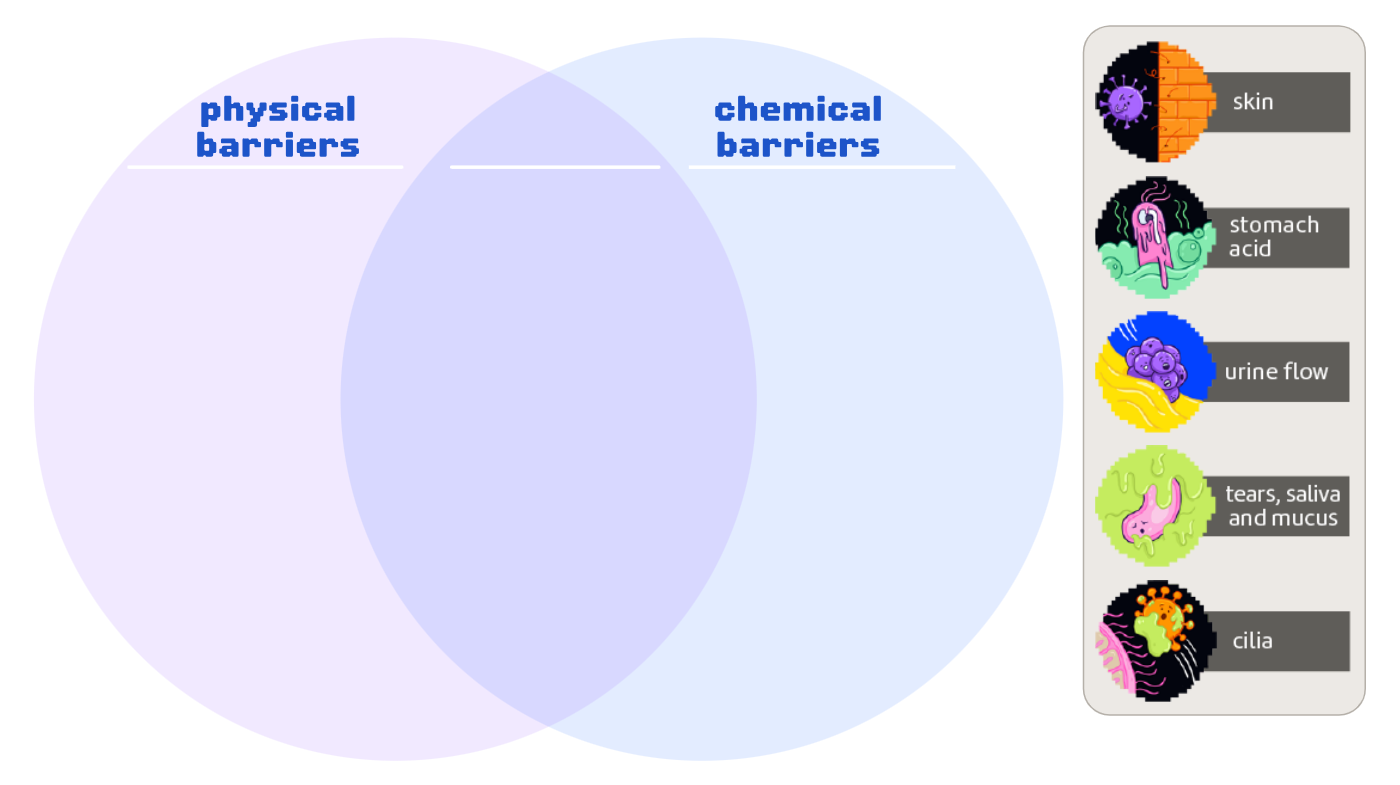 physical
barriers
chemical
barriers
skin
stomach
acid
urine flow
tears, saliva
and mucus
cilia